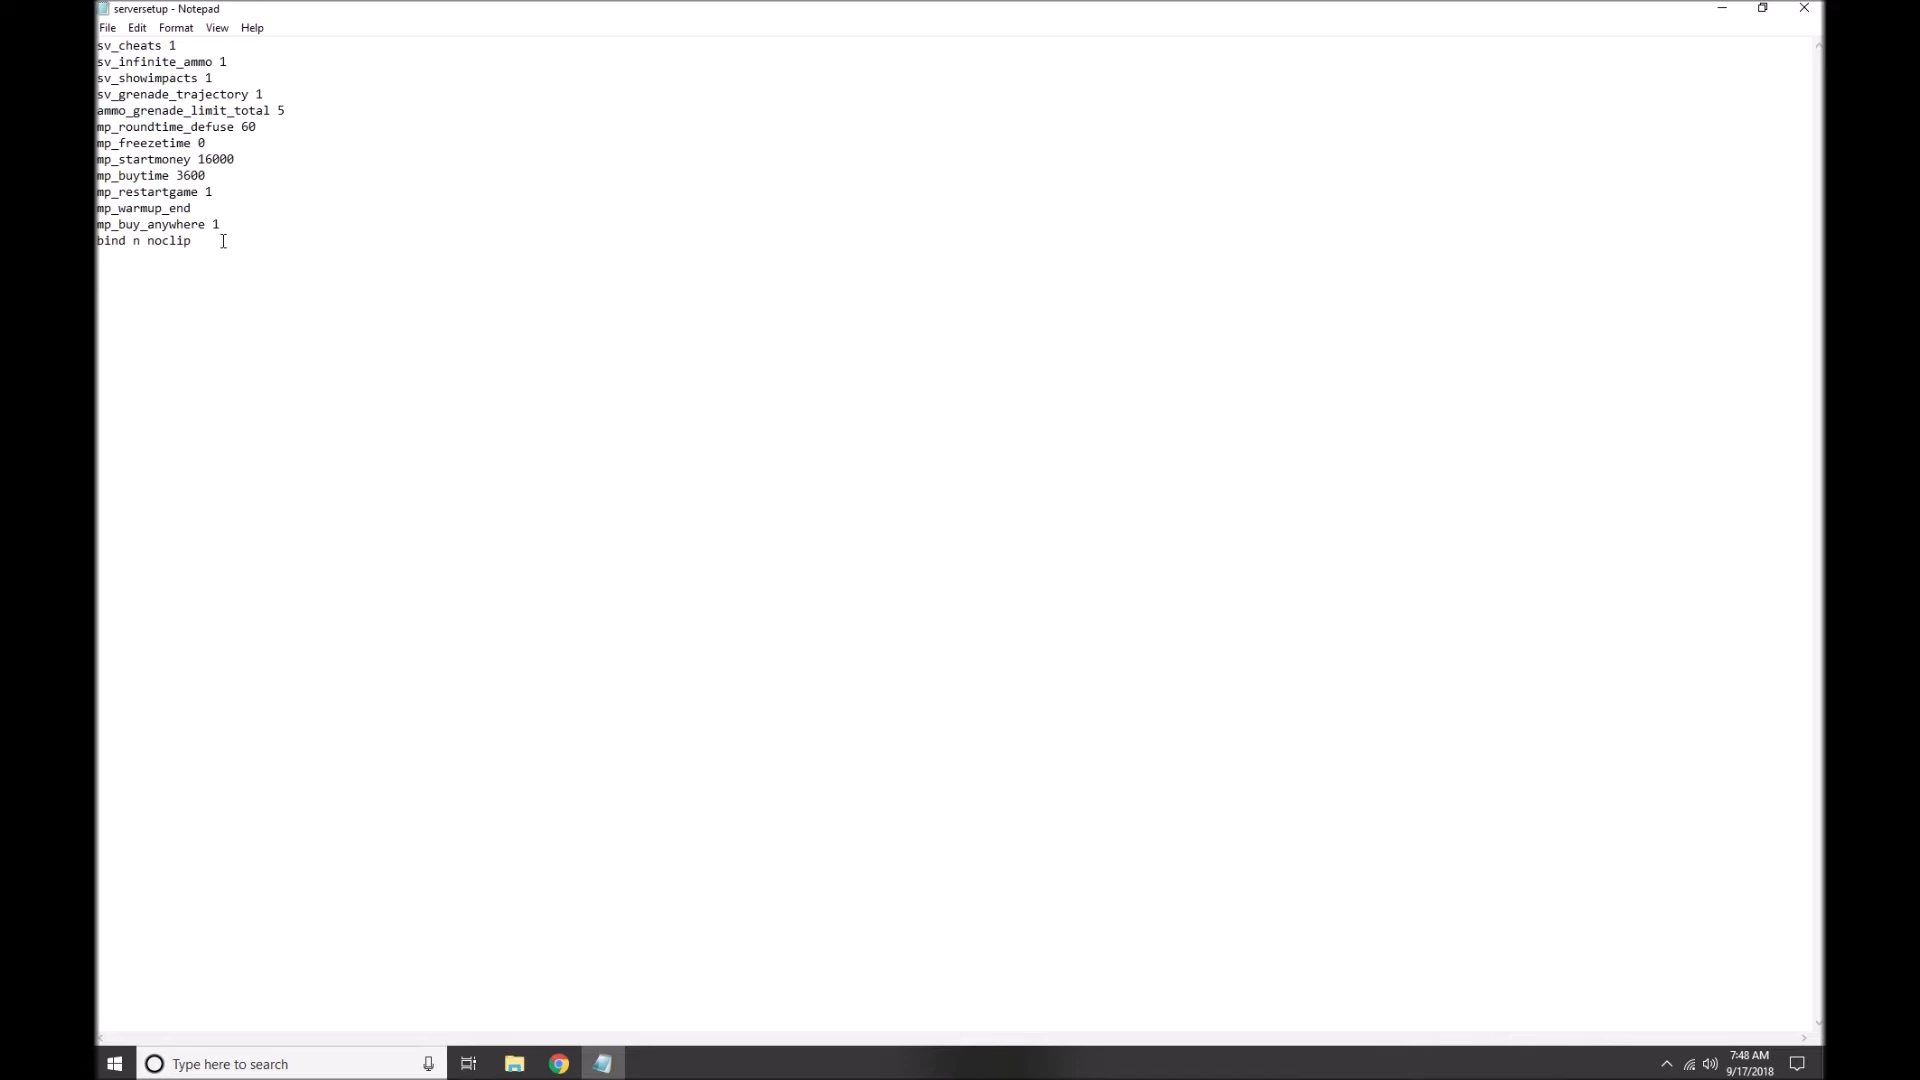 serversetup - Notepad
File Edit Format View Help
sv_cheats 1
sv_infinite_ammo 1
sv_showimpacts 1
sv_grenade_trajectory 1
ammo_grenade_limit_total 5
mp_roundtime_defuse 60
mp_freezetime 0
mp_startmoney 16000
mp_buytime 3600
mp_restartgame 1
mp_warmup_end
mp_buy_anywhere 1
bind n noclip
Type here to search
7:48 AM
9/17/2018